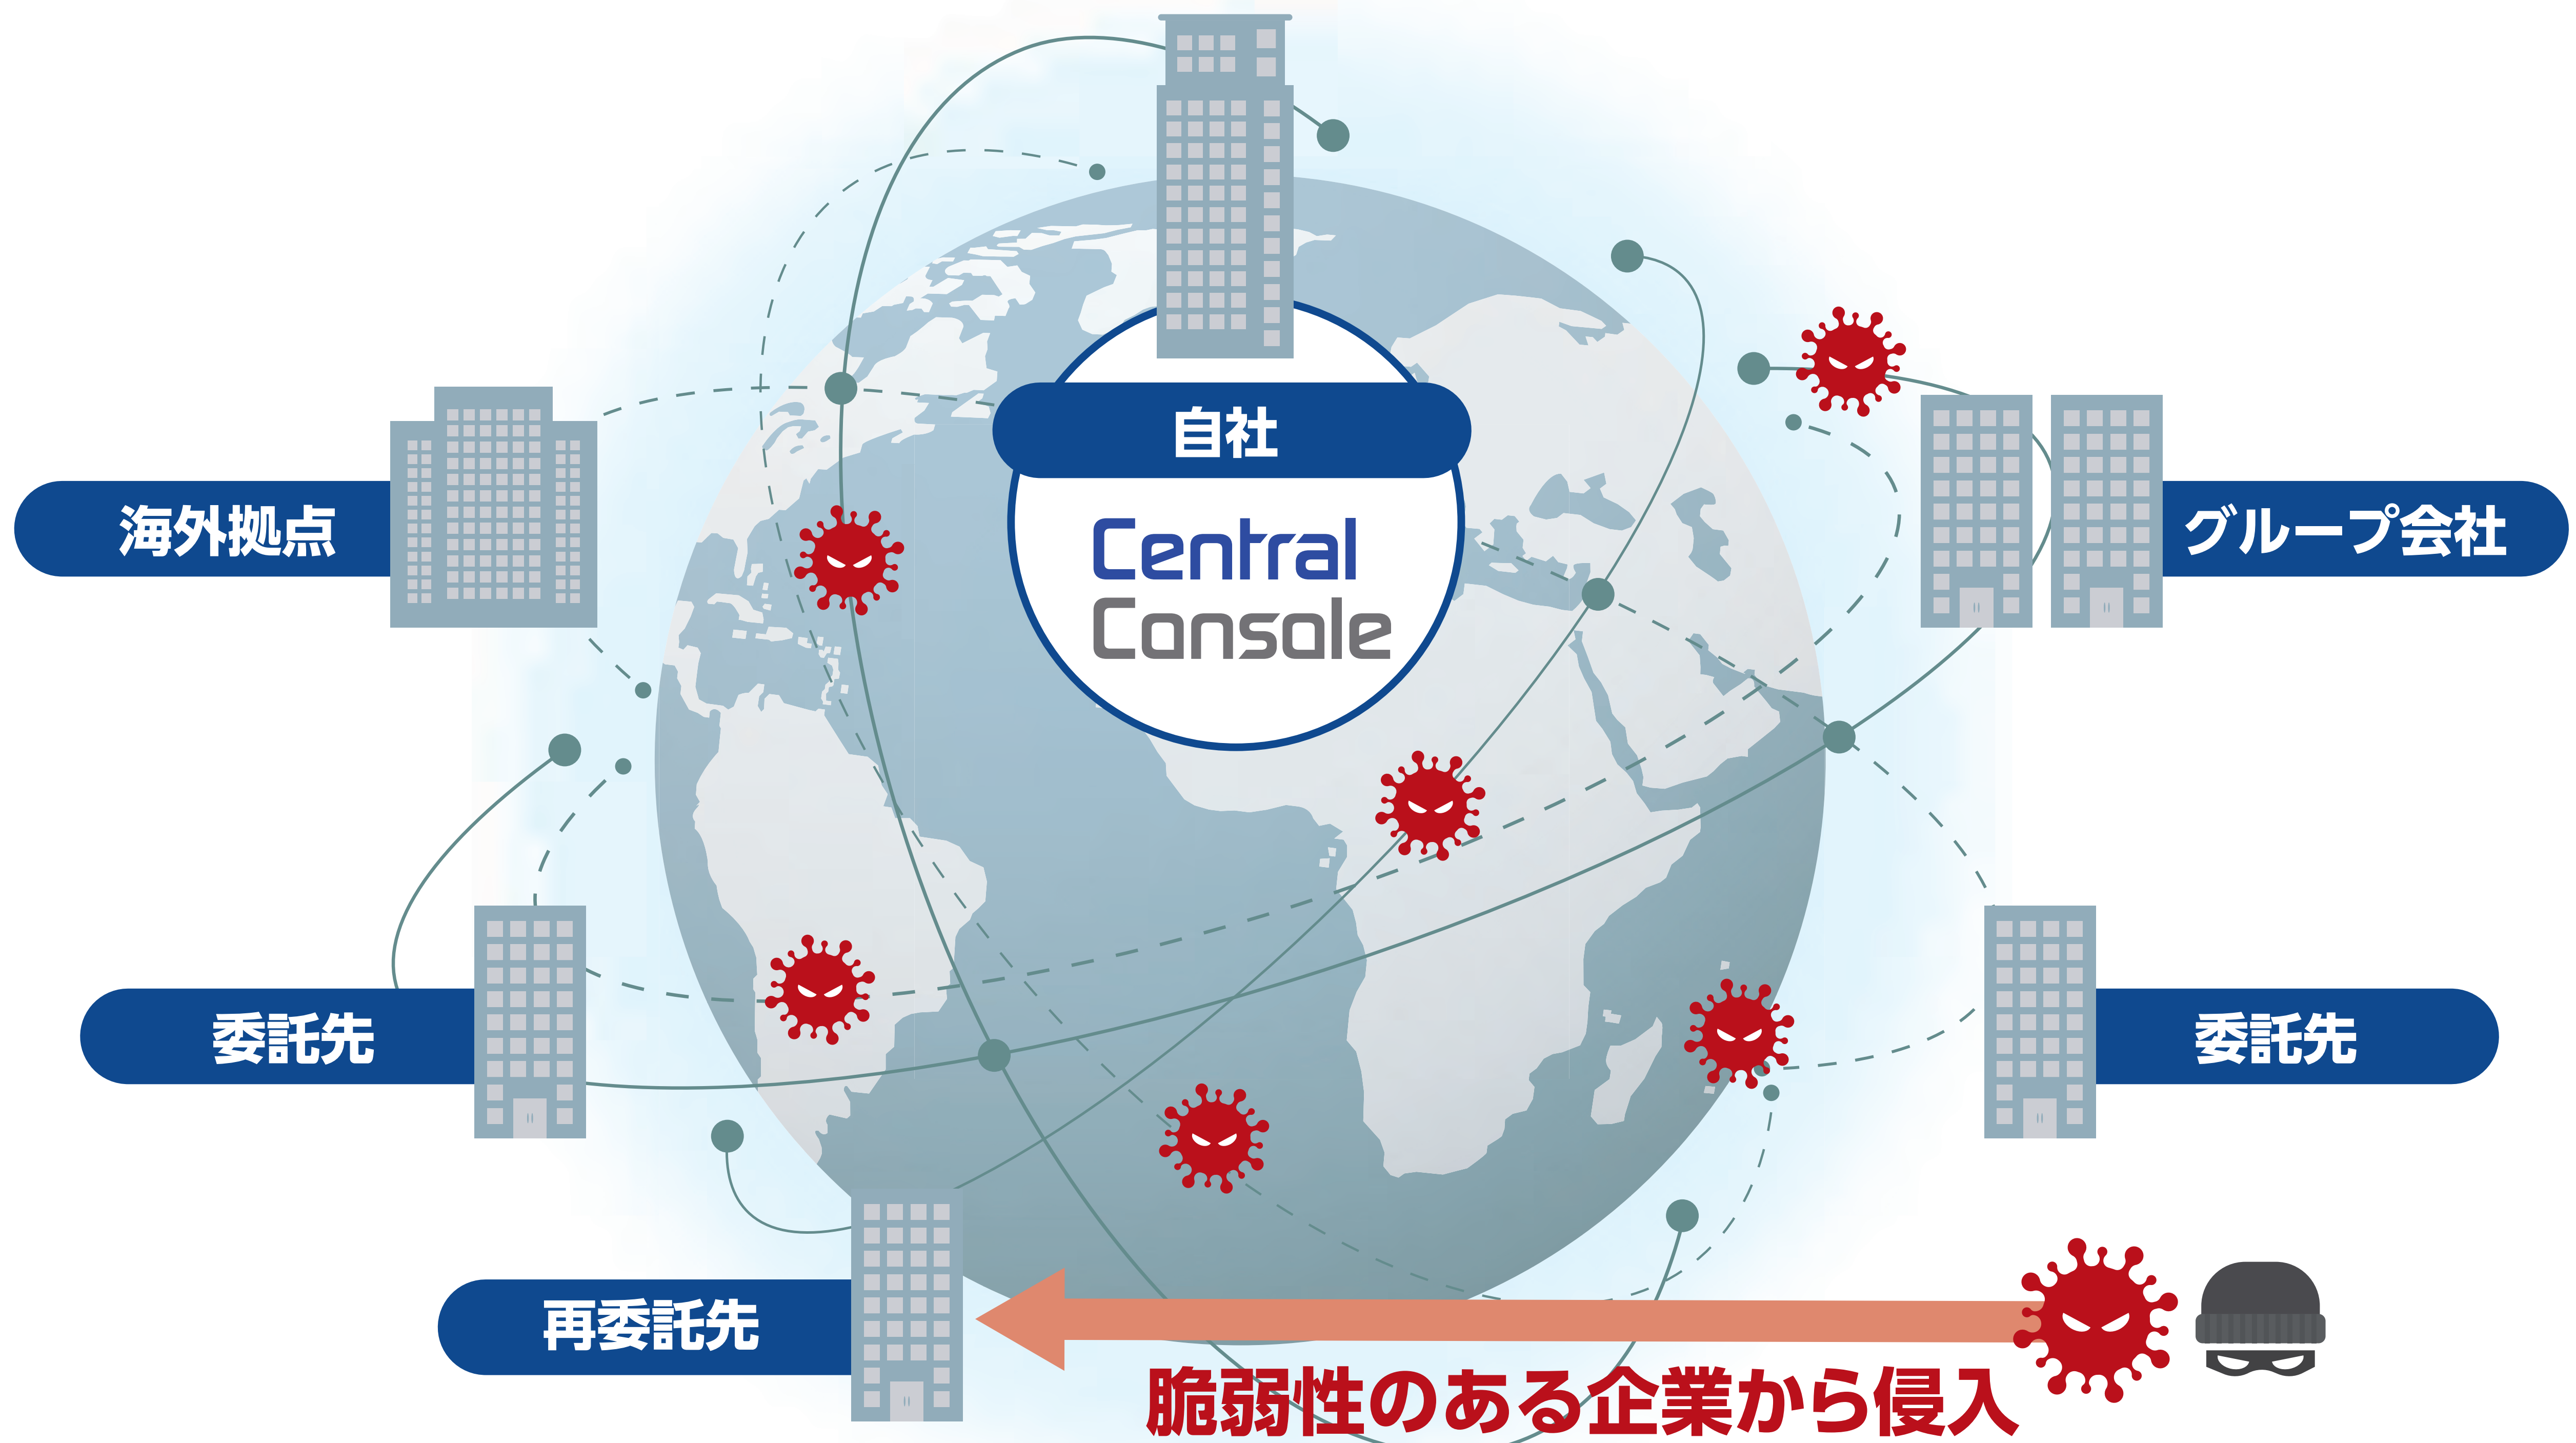 自社
Central
Console
海外拠点
グループ会社
委託先
委託先
再委託先
脆弱性のある企業から侵入